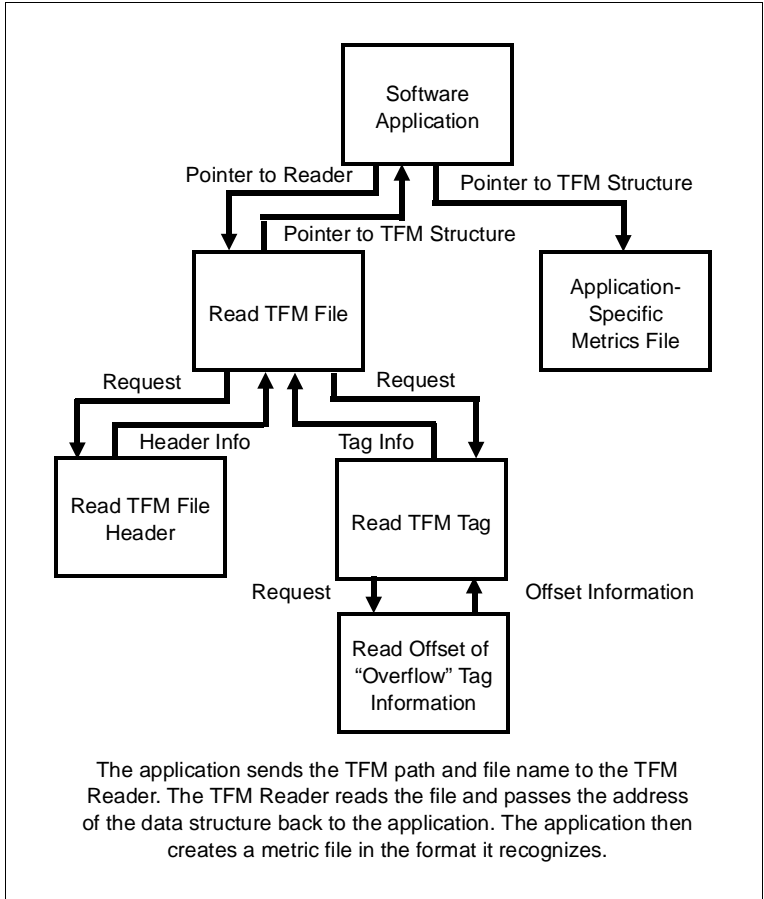 Software
Application
Pointer to Reader
Pointer to TFM Structure
Pointer to TFM Structure
Read TFM File
Application-
Specific
Metrics File
Request
Request
Header Info
Tag Info
Read TFM File
Header
Read TFM Tag
Request
Offset Information
Read Offset of
“Overflow” Tag
Information
The application sends the TFM path and file name to the TFM
Reader. The TFM Reader reads the file and passes the address
of the data structure back to the application. The application then
creates a metric file in the format it recognizes.